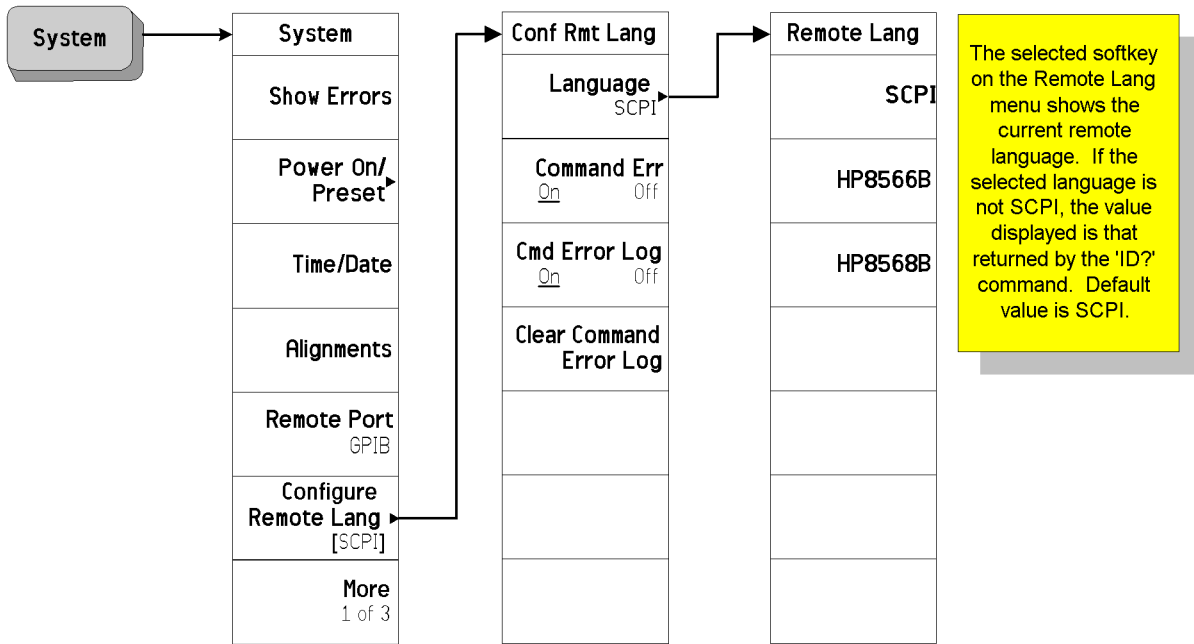 System
System
Show Errors
Power On/
Preset
Time/Date
Alignments
Remote Port
GPIB
Configure
Remote Lang
[SCPI]
More
1 of 3
Conf Rmt Lang
Language
SCPI
Command Err
On Off
Cmd Error Log
On Off
Clear Command
Error Log
Remote Lang
SCPI
HP8566B
HP8568B
The selected softkey
on the Remote Lang
menu shows the
current remote
language. If the
selected language is
not SCPI, the value
displayed is that
returned by the 'ID?'
command. Default
value is SCPI.